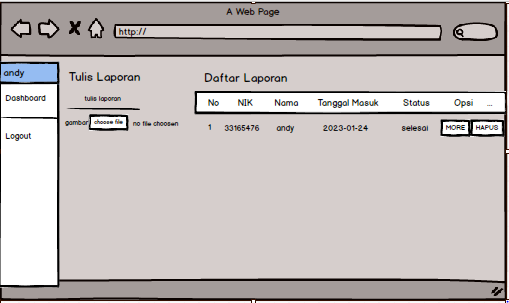 A Web Page
http://
andy
Dashboard
Logout
Tulis Laporan
tulis laporan
gambar choose file no file choosen
Daftar Laporan
No NIK Nama Tanggal Masuk Status Opsi ...
1 33165476 andy 2023-01-24 selesai MORE HAPUS